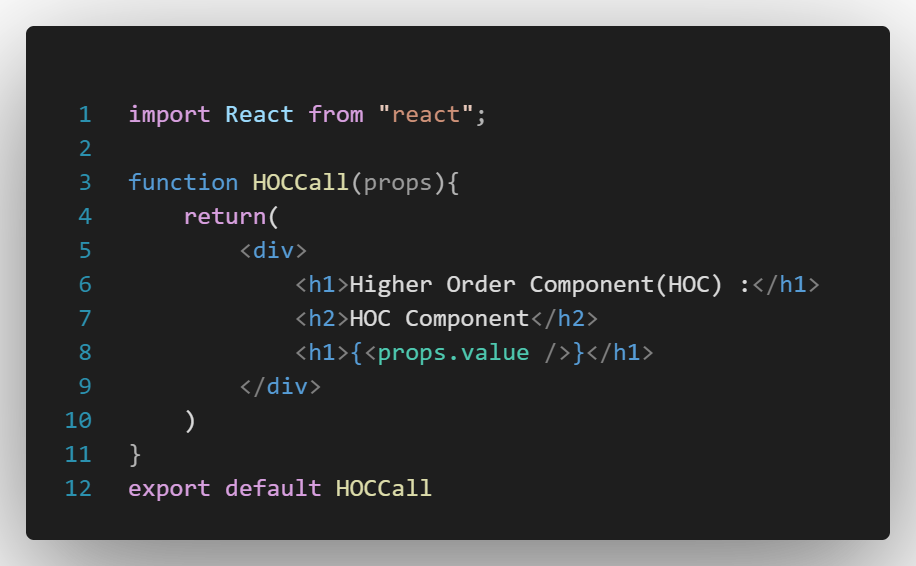 1 import React from "react";
2
3 function HOCCall(props){
4     return(
5         <div>
6             <h1>Higher Order Component(HOC) :</h1>
7             <h2>HOC Component</h2>
8             <h1>{<props.value />}</h1>
9         </div>
10     )
11 }
12 export default HOCCall